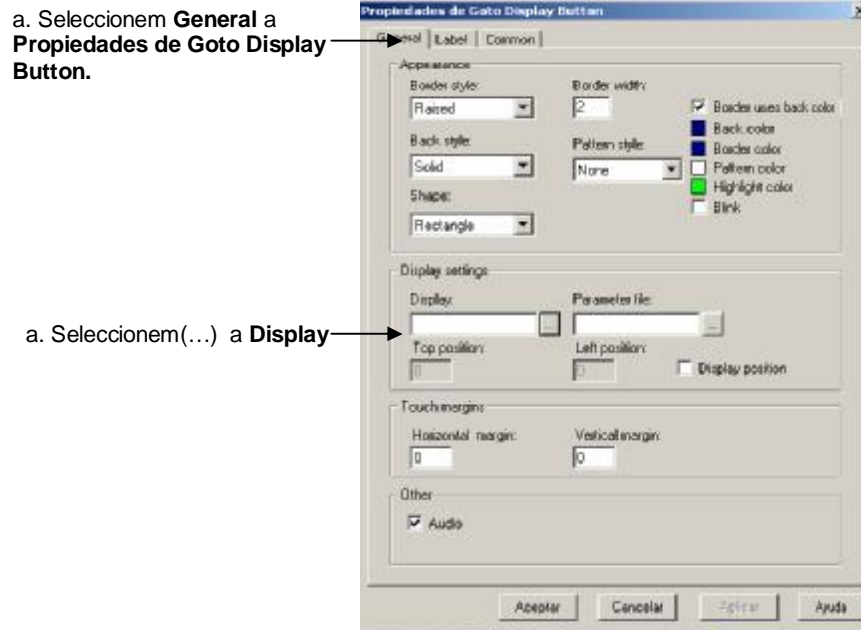 a. Seleccionem General a
Propiedades de Goto Display
Button.
a. Seleccionem(…) a Display
Propiedades de Goto Display Button
General Label Common
Appearance
Border style: Border width:
Raised 2 Border uses back color
Back color
Back style: Pattern style: Border color
Solid None Pattern color
Highlight color
Shape: Blink
Rectangle
Display settings
Display: Parameter file:
... ...
Top position: Left position:
0 0 Display position
Touch margins
Horizontal margin: Vertical margin:
0 0
Other
Audio
Aceptar Cancelar Aplicar Ayuda